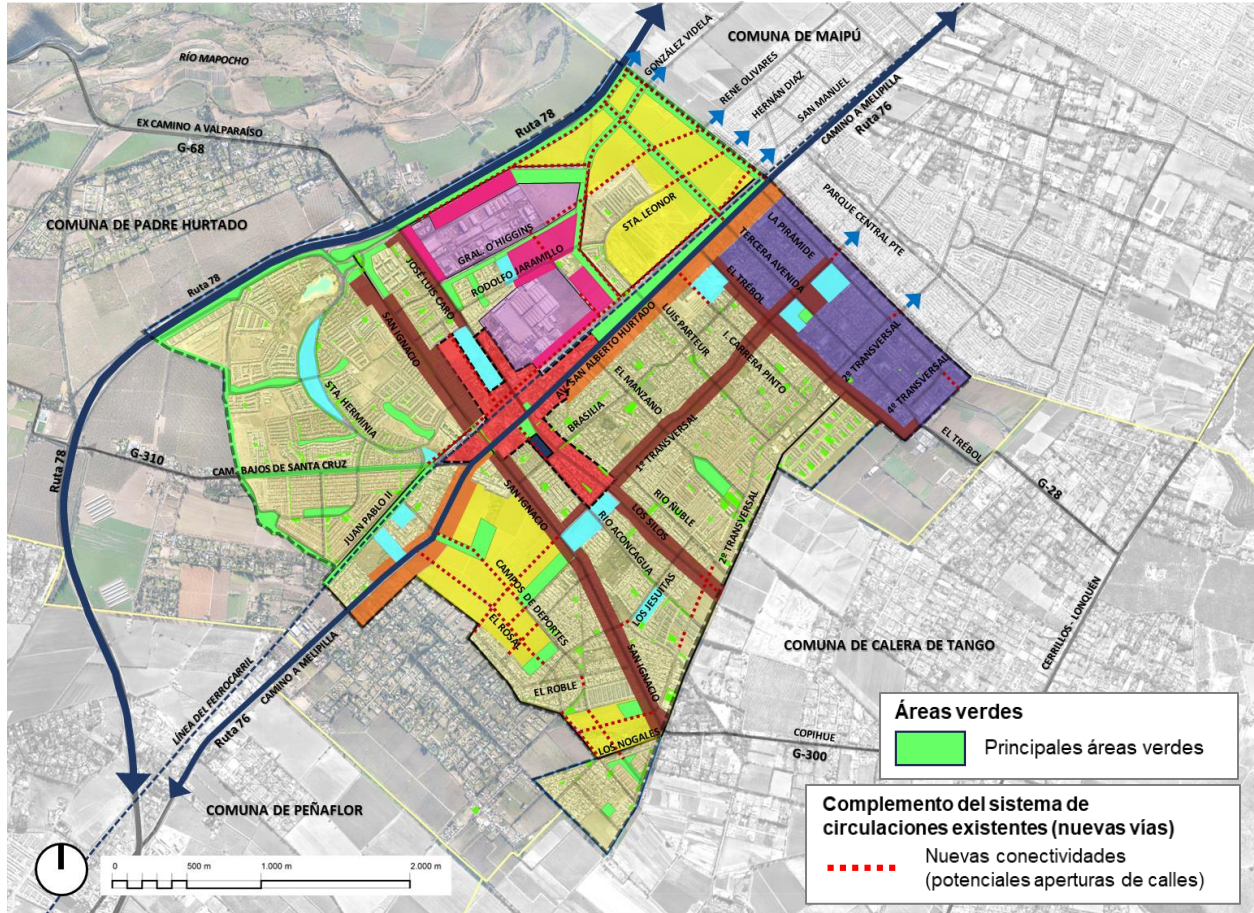 COMUNA DE MAIPÚ
GONZÁLEZ VIDELA
RENE OLIVARES
HERNÁN DIAZ
SAN MANUEL
CAMINO A MELIPILLA
Ruta 76
RÍO MAPOCHO
EX CAMINO A VALPARAÍSO
G-68
Ruta 78
PARQUE CENTRAL PTE
COMUNA DE PADRE HURTADO
STA. LEONOR
GRAL. O'HIGGINS
RODOLFO JARAMILLO
JOSÉ LUIS CARO
SAN IGNACIO
LA PIRÁMIDE
TERCERA AVENIDA
EL TRÉBOL
Ruta 78
AV. SAN ALBERTO HURTADO
LUIS PARTEUR
I. CARRERA PINTO
2º TRANSVERSAL
4º TRANSVERSAL
STA. HERMINIA
EL MANZANO
BRASILIA
1º TRANSVERSAL
EL TRÉBOL
G-28
Ruta 78
G-310
CAM. BAJOS DE SANTA CRUZ
JUAN PABLO II
SAN IGNACIO
RIO ÑUBLE
LOS SILOS
2º TRANSVERSAL
RIO ACONCAGUA
LOS JESUITAS
CAMPOS DE DEPORTES
EL ROSAL
CERRILLOS - LONQUÉN
COMUNA DE CALERA DE TANGO
SAN IGNACIO
EL ROBLE
LOS NOGALES
LÍNEA DEL FERROCARRIL
CAMINO A MELIPILLA
Ruta 76
COPIHUE
G-300
COMUNA DE PEÑAFLOR
0
500 m
1.000 m
2.000 m
Áreas verdes
Principales áreas verdes
Complemento del sistema de
circulaciones existentes (nuevas vías)
Nuevas conectividades
(potenciales aperturas de calles)